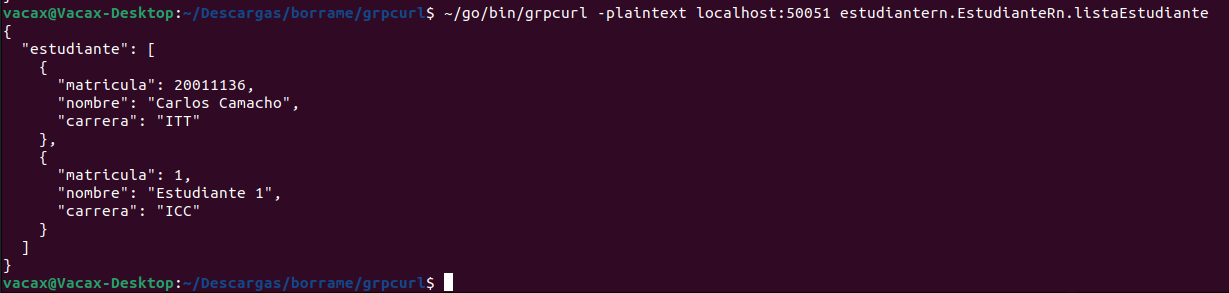 vacax@Vacax-Desktop:~/Descargas/borrame/grpcurl$ ~/go/bin/grpcurl -plaintext localhost:50051 estudiantern.EstudianteRn.listaEstudiante
{
  "estudiante": [
    {
      "matricula": 20011136,
      "nombre": "Carlos Camacho",
      "carrera": "ITT"
    },
    {
      "matricula": 1,
      "nombre": "Estudiante 1",
      "carrera": "ICC"
    }
  ]
}
vacax@Vacax-Desktop:~/Descargas/borrame/grpcurl$